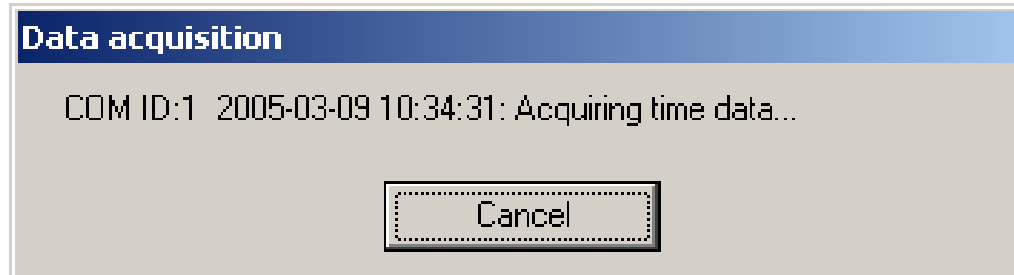 Data acquisition
COM ID:1 2005-03-09 10:34:31: Acquiring time data...
Cancel